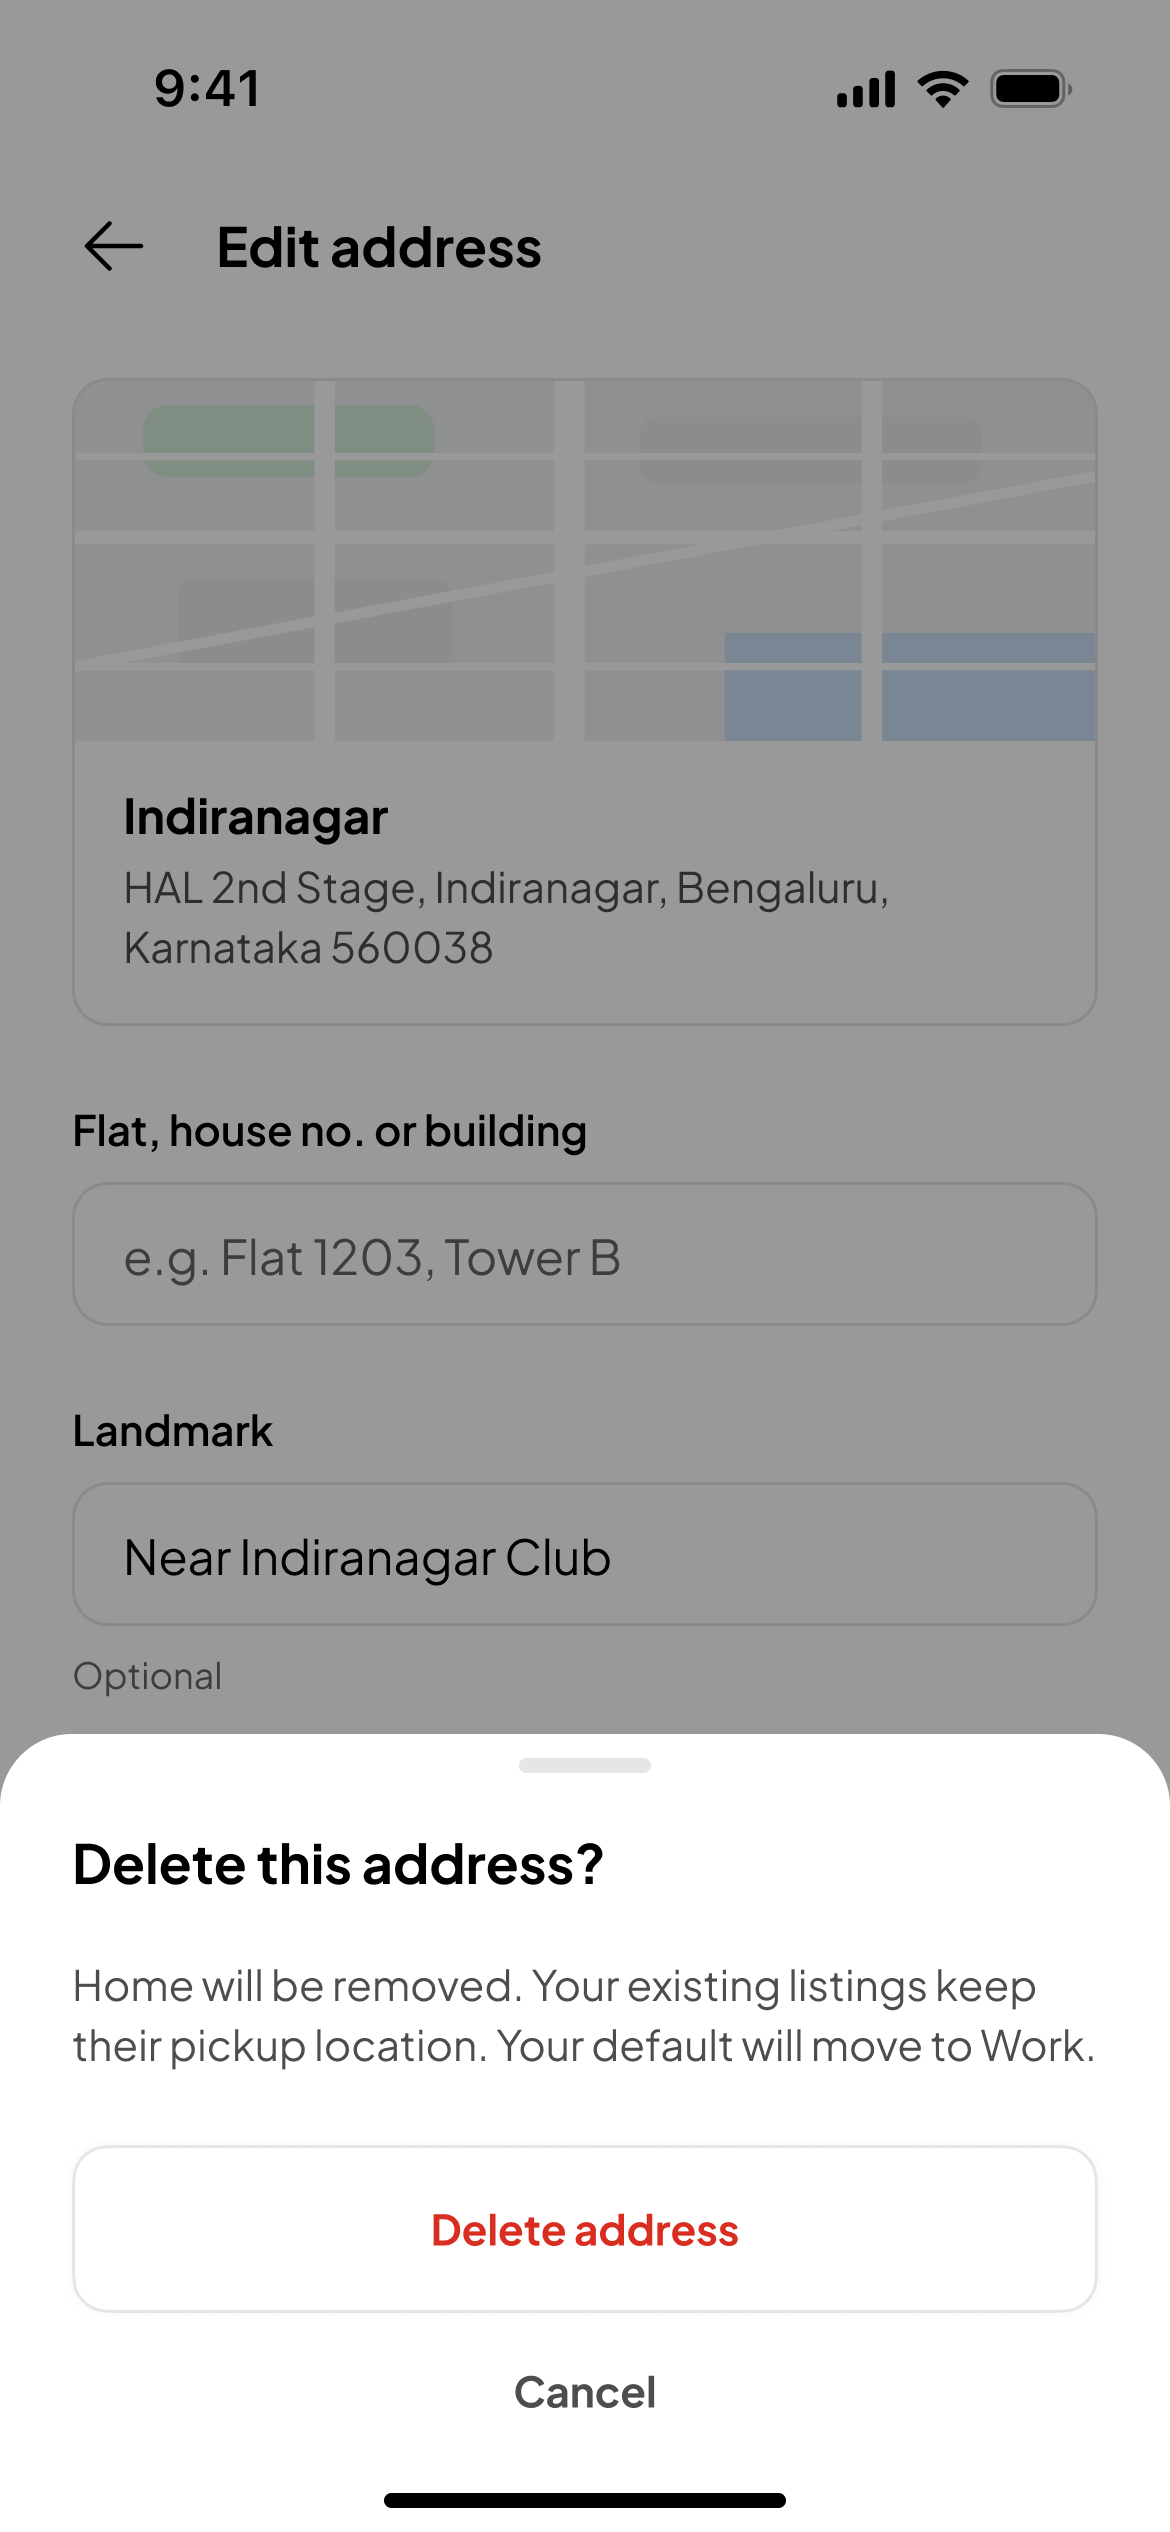 9:41
Edit address
Indiranagar
HAL 2nd Stage, Indiranagar, Bengaluru,
Karnataka 560038
Flat, house no. or building
e.g. Flat 1203, Tower B
Landmark
Near Indiranagar Club
Optional
Delete this address?
Home will be removed. Your existing listings keep
their pickup location. Your default will move to Work.
Delete address
Cancel